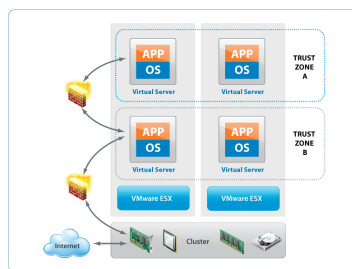 APP
OS
Virtual Server
APP
OS
Virtual Server
TRUST
ZONE
A
APP
OS
Virtual Server
APP
OS
Virtual Server
TRUST
ZONE
B
VMware ESX
VMware ESX
Internet
Cluster